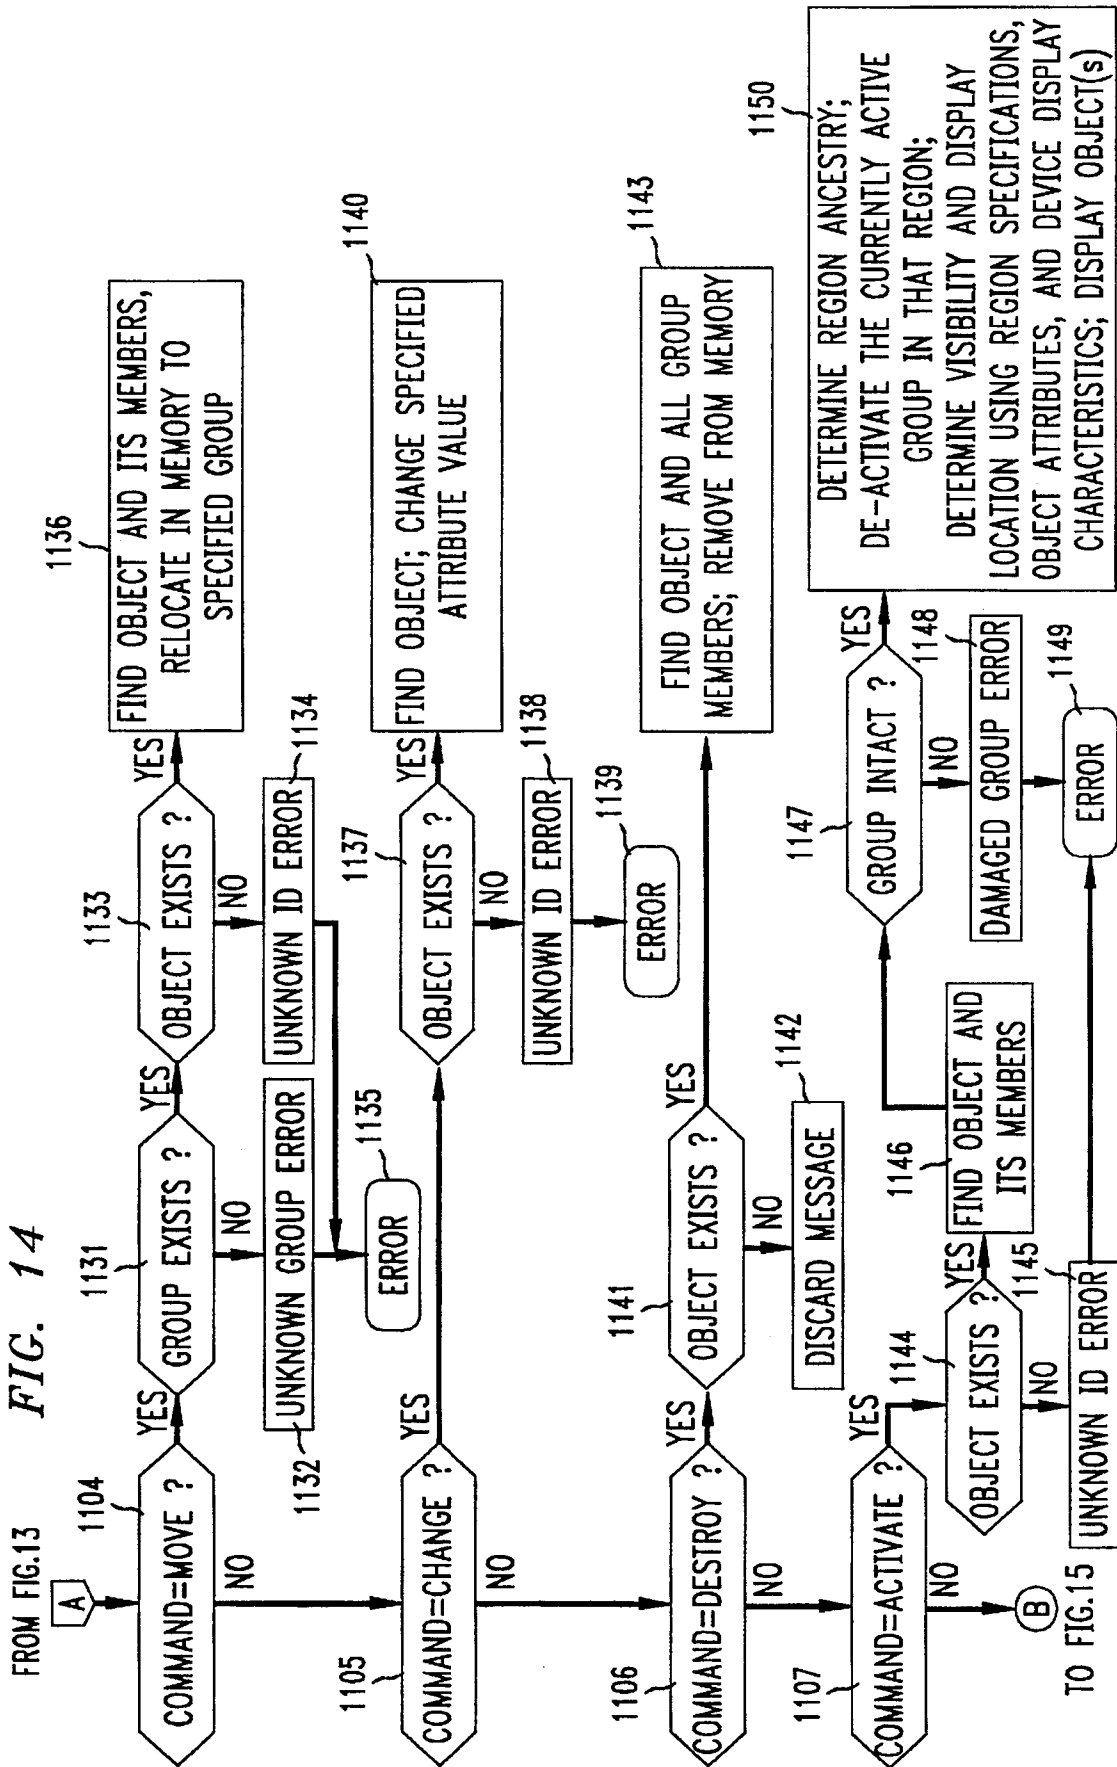 FIG. 14
FROM FIG.13
A
1104
COMMAND=MOVE ?
YES
NO
1131
GROUP EXISTS ?
YES
NO
1132
UNKNOWN GROUP ERROR
1133
OBJECT EXISTS ?
YES
NO
1134
UNKNOWN ID ERROR
1135
ERROR
1136
FIND OBJECT AND ITS MEMBERS,
RELOCATE IN MEMORY TO
SPECIFIED GROUP
1105
COMMAND=CHANGE ?
YES
NO
1137
OBJECT EXISTS ?
YES
NO
1138
UNKNOWN ID ERROR
1139
ERROR
1140
FIND OBJECT; CHANGE SPECIFIED
ATTRIBUTE VALUE
1106
COMMAND=DESTROY ?
YES
NO
1141
OBJECT EXISTS ?
YES
NO
1142
DISCARD MESSAGE
1143
FIND OBJECT AND ALL GROUP
MEMBERS; REMOVE FROM MEMORY
1107
COMMAND=ACTIVATE ?
YES
NO
B
TO FIG.15
1144
OBJECT EXISTS ?
YES
NO
1145
UNKNOWN ID ERROR
1146
FIND OBJECT AND
ITS MEMBERS
1147
GROUP INTACT ?
YES
NO
1148
DAMAGED GROUP ERROR
1149
ERROR
1150
DETERMINE REGION ANCESTRY;
DE-ACTIVATE THE CURRENTLY ACTIVE
GROUP IN THAT REGION;
DETERMINE VISIBILITY AND DISPLAY
LOCATION USING REGION SPECIFICATIONS,
OBJECT ATTRIBUTES, AND DEVICE DISPLAY
CHARACTERISTICS; DISPLAY OBJECT(s)